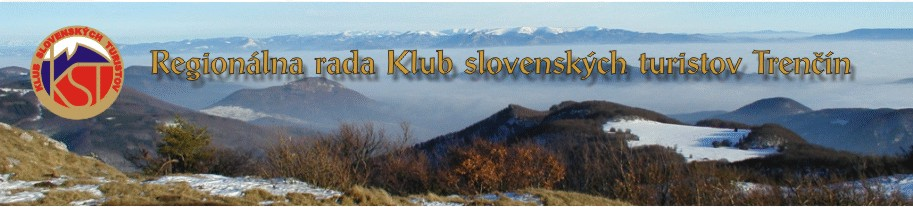 KLUB SLOVENSKÝCH TURISTOV
KST
Regionálna rada Klub slovenských turistov Trenčín